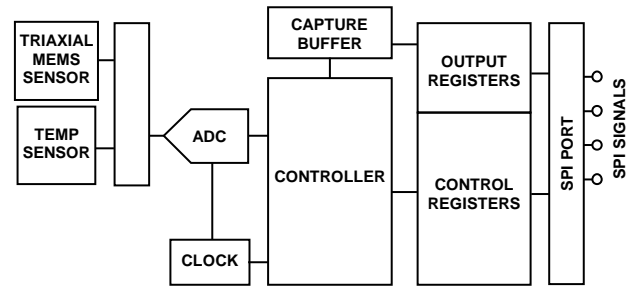 TRIAXIAL
MEMS
SENSOR
TEMP
SENSOR
ADC
CLOCK
CAPTURE
BUFFER
CONTROLLER
OUTPUT
REGISTERS
CONTROL
REGISTERS
SPI PORT
SPI SIGNALS